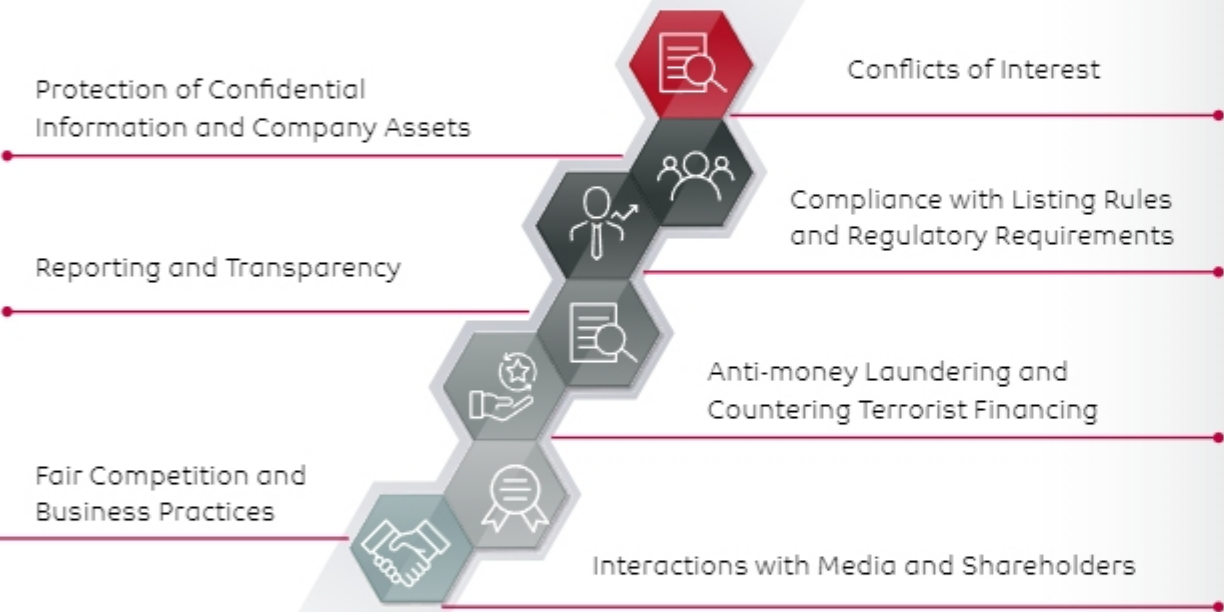 Conflicts of Interest
Protection of Confidential
Information and Company Assets
Compliance with Listing Rules
and Regulatory Requirements
Reporting and Transparency
Anti-money Laundering and
Countering Terrorist Financing
Fair Competition and
Business Practices
Interactions with Media and Shareholders